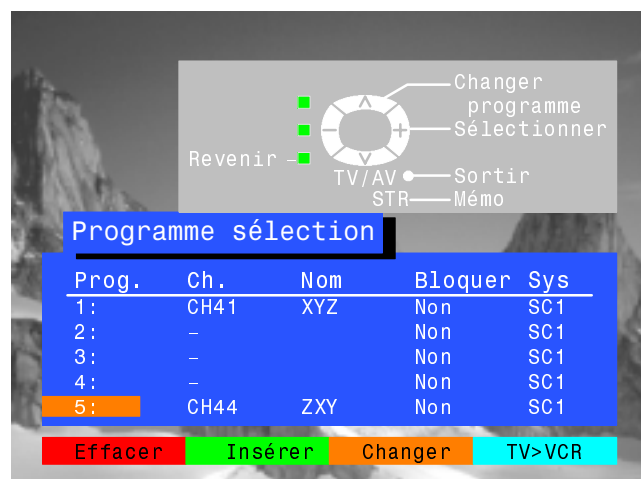 Changer
programme
Sélectionner
Revenir –
TV/AV
Sortir
STR
Mémo
Programme sélection
Prog. Ch. Nom Bloquer Sys
1: CH41 XYZ Non SC1
2: – Non SC1
3: – Non SC1
4: – Non SC1
5: CH44 ZXY Non SC1
Effacer Insérer Changer TV>VCR